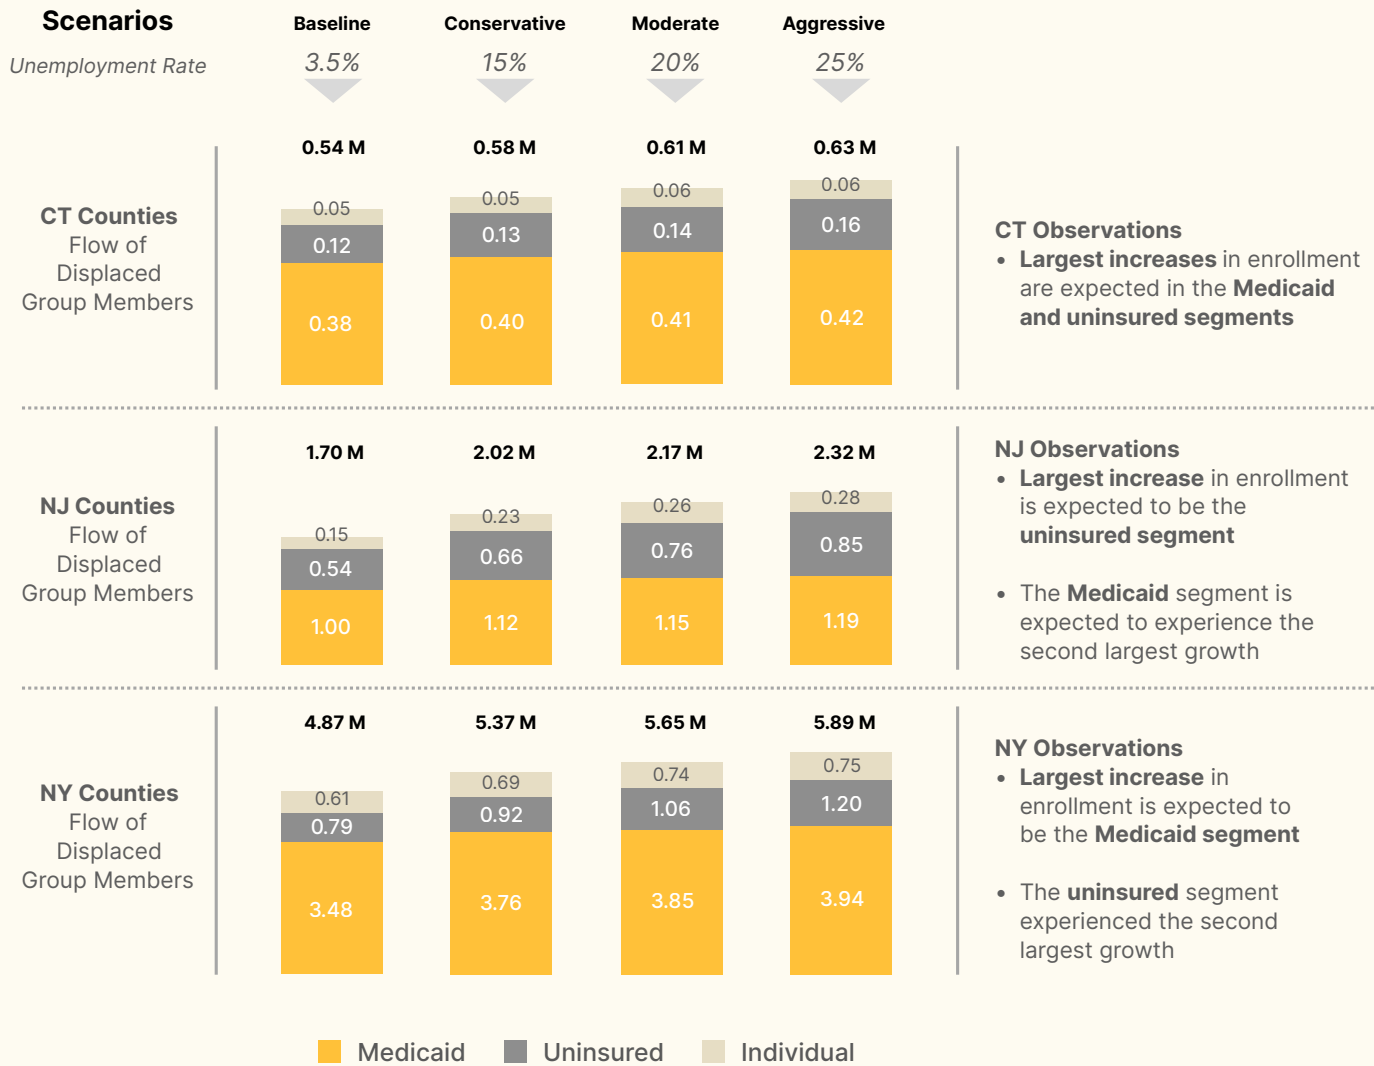 Scenarios
Baseline
Conservative
Moderate
Aggressive
Unemployment Rate
3.5%
15%
20%
25%
CT Counties
Flow of
Displaced
Group Members
0.54 M
0.58 M
0.61 M
0.63 M
0.05
0.05
0.06
0.06
0.12
0.13
0.14
0.16
0.38
0.40
0.41
0.42
CT Observations
• Largest increases in enrollment
are expected in the Medicaid
and uninsured segments
NJ Counties
Flow of
Displaced
Group Members
1.70 M
2.02 M
2.17 M
2.32 M
0.15
0.23
0.26
0.28
0.54
0.66
0.76
0.85
1.00
1.12
1.15
1.19
NJ Observations
• Largest increase in enrollment
is expected to be the
uninsured segment
• The Medicaid segment is
expected to experience the
second largest growth
NY Counties
Flow of
Displaced
Group Members
4.87 M
5.37 M
5.65 M
5.89 M
0.61
0.69
0.74
0.75
0.79
0.92
1.06
1.20
3.48
3.76
3.85
3.94
NY Observations
• Largest increase in
enrollment is expected to
be the Medicaid segment
• The uninsured segment
experienced the second
largest growth
Medicaid
Uninsured
Individual